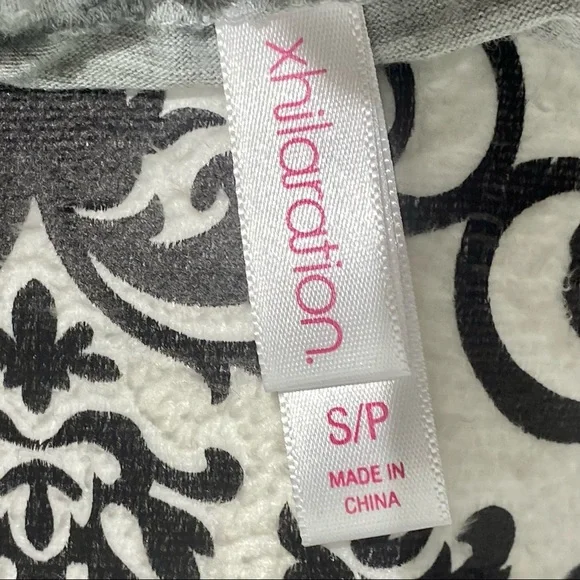 xhilaration.
S/P
MADE IN
CHINA